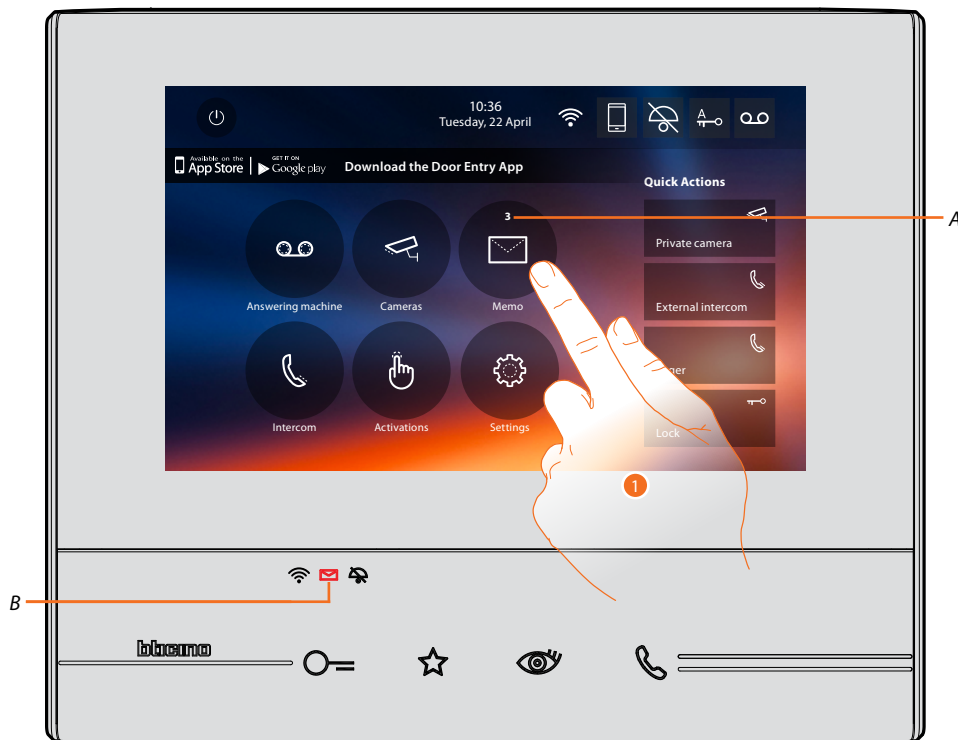 10:36
Tuesday, 22 April
A
Available on the
App Store
GET IT ON
Google play
Download the Door Entry App
Quick Actions
3
A
Private camera
Answering machine
Cameras
Memo
External intercom
Intercom
Activations
Settings
Lock
1
B
bticino